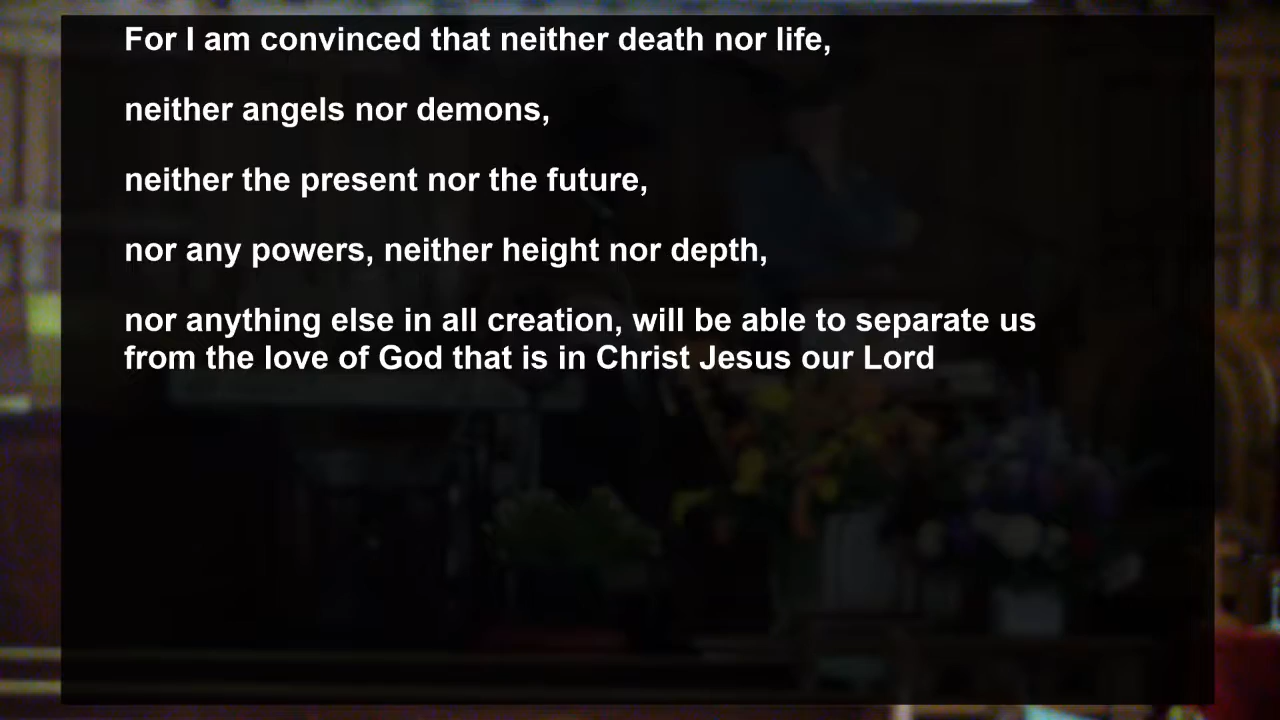 For I am convinced that neither death nor life,
neither angels nor demons,
neither the present nor the future,
nor any powers, neither height nor depth,
nor anything else in all creation, will be able to separate us
from the love of God that is in Christ Jesus our Lord